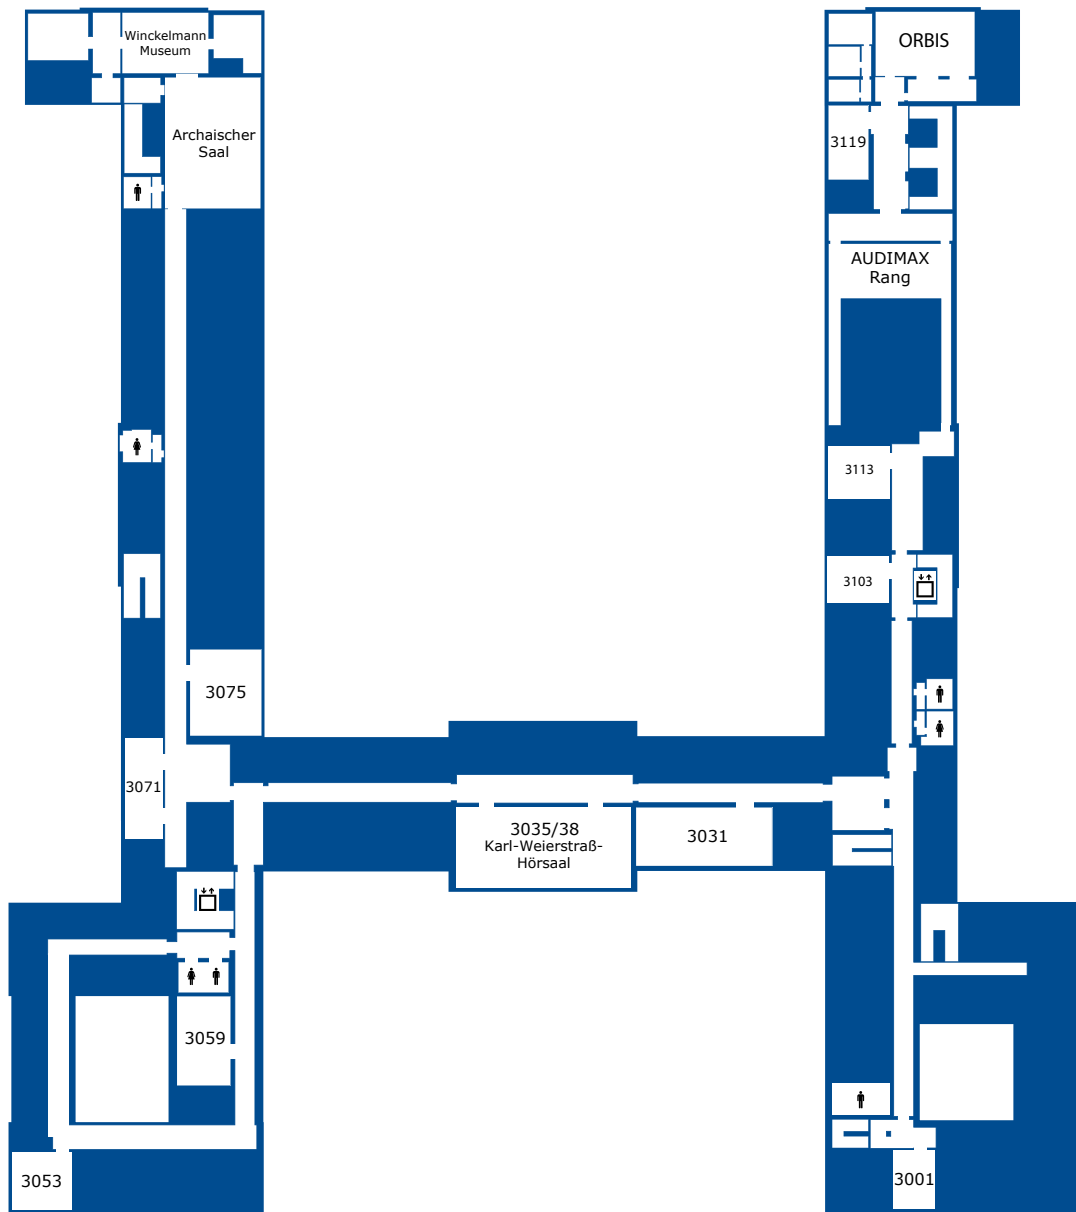 Winckelmann
Museum
ORBIS
Archaischer
Saal
3119
AUDIMAX
Rang
3113
3103
3075
3071
3035/38
Karl-Weierstraß-
Hörsaal
3031
3059
3053
3001